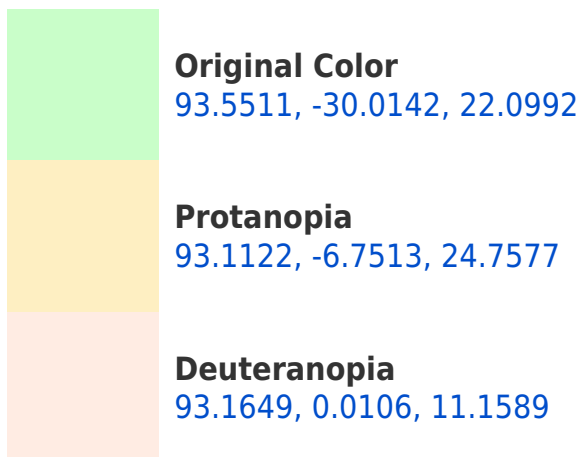 Original Color
93.5511, -30.0142, 22.0992
Protanopia
93.1122, -6.7513, 24.7577
Deuteranopia
93.1649, 0.0106, 11.1589